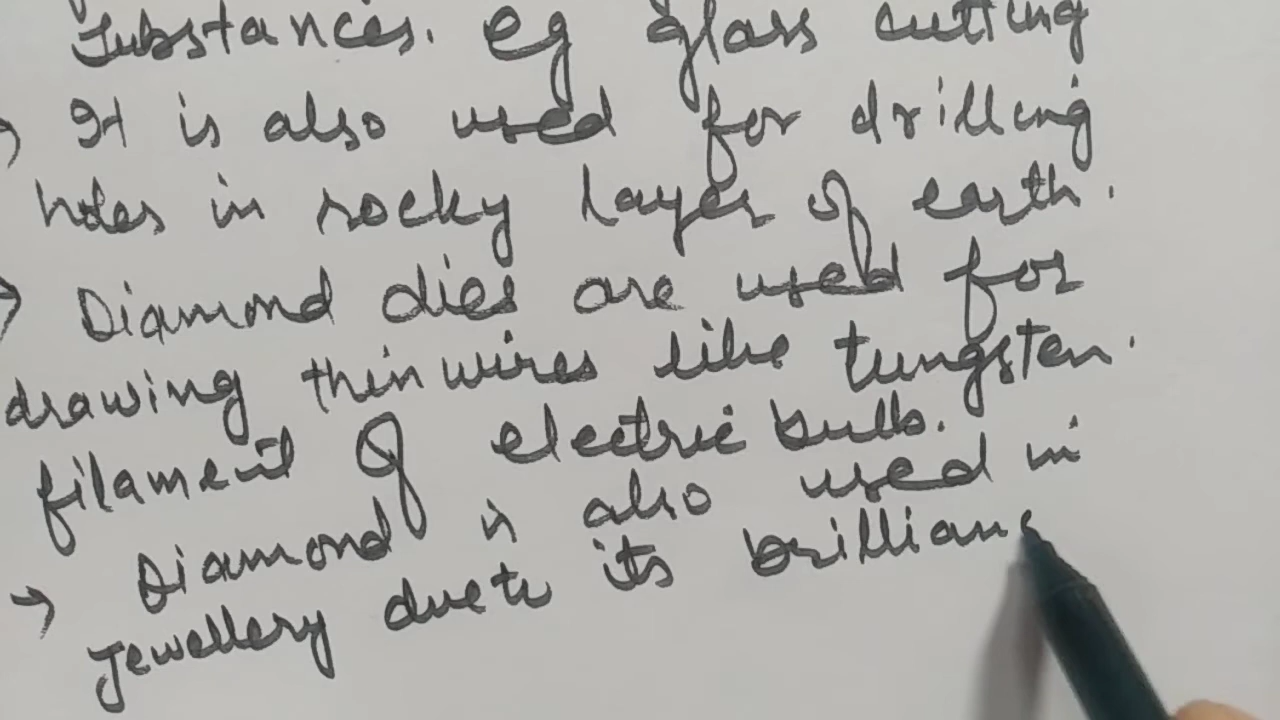 substances. eg glass cutting
→ It is also used for drilling
holes in rocky layer of earth.
→ Diamond dies are used for
drawing thin wires like tungsten.
filament of electric bulb.
→ Diamond is also used in
jewellery due to its brillianc